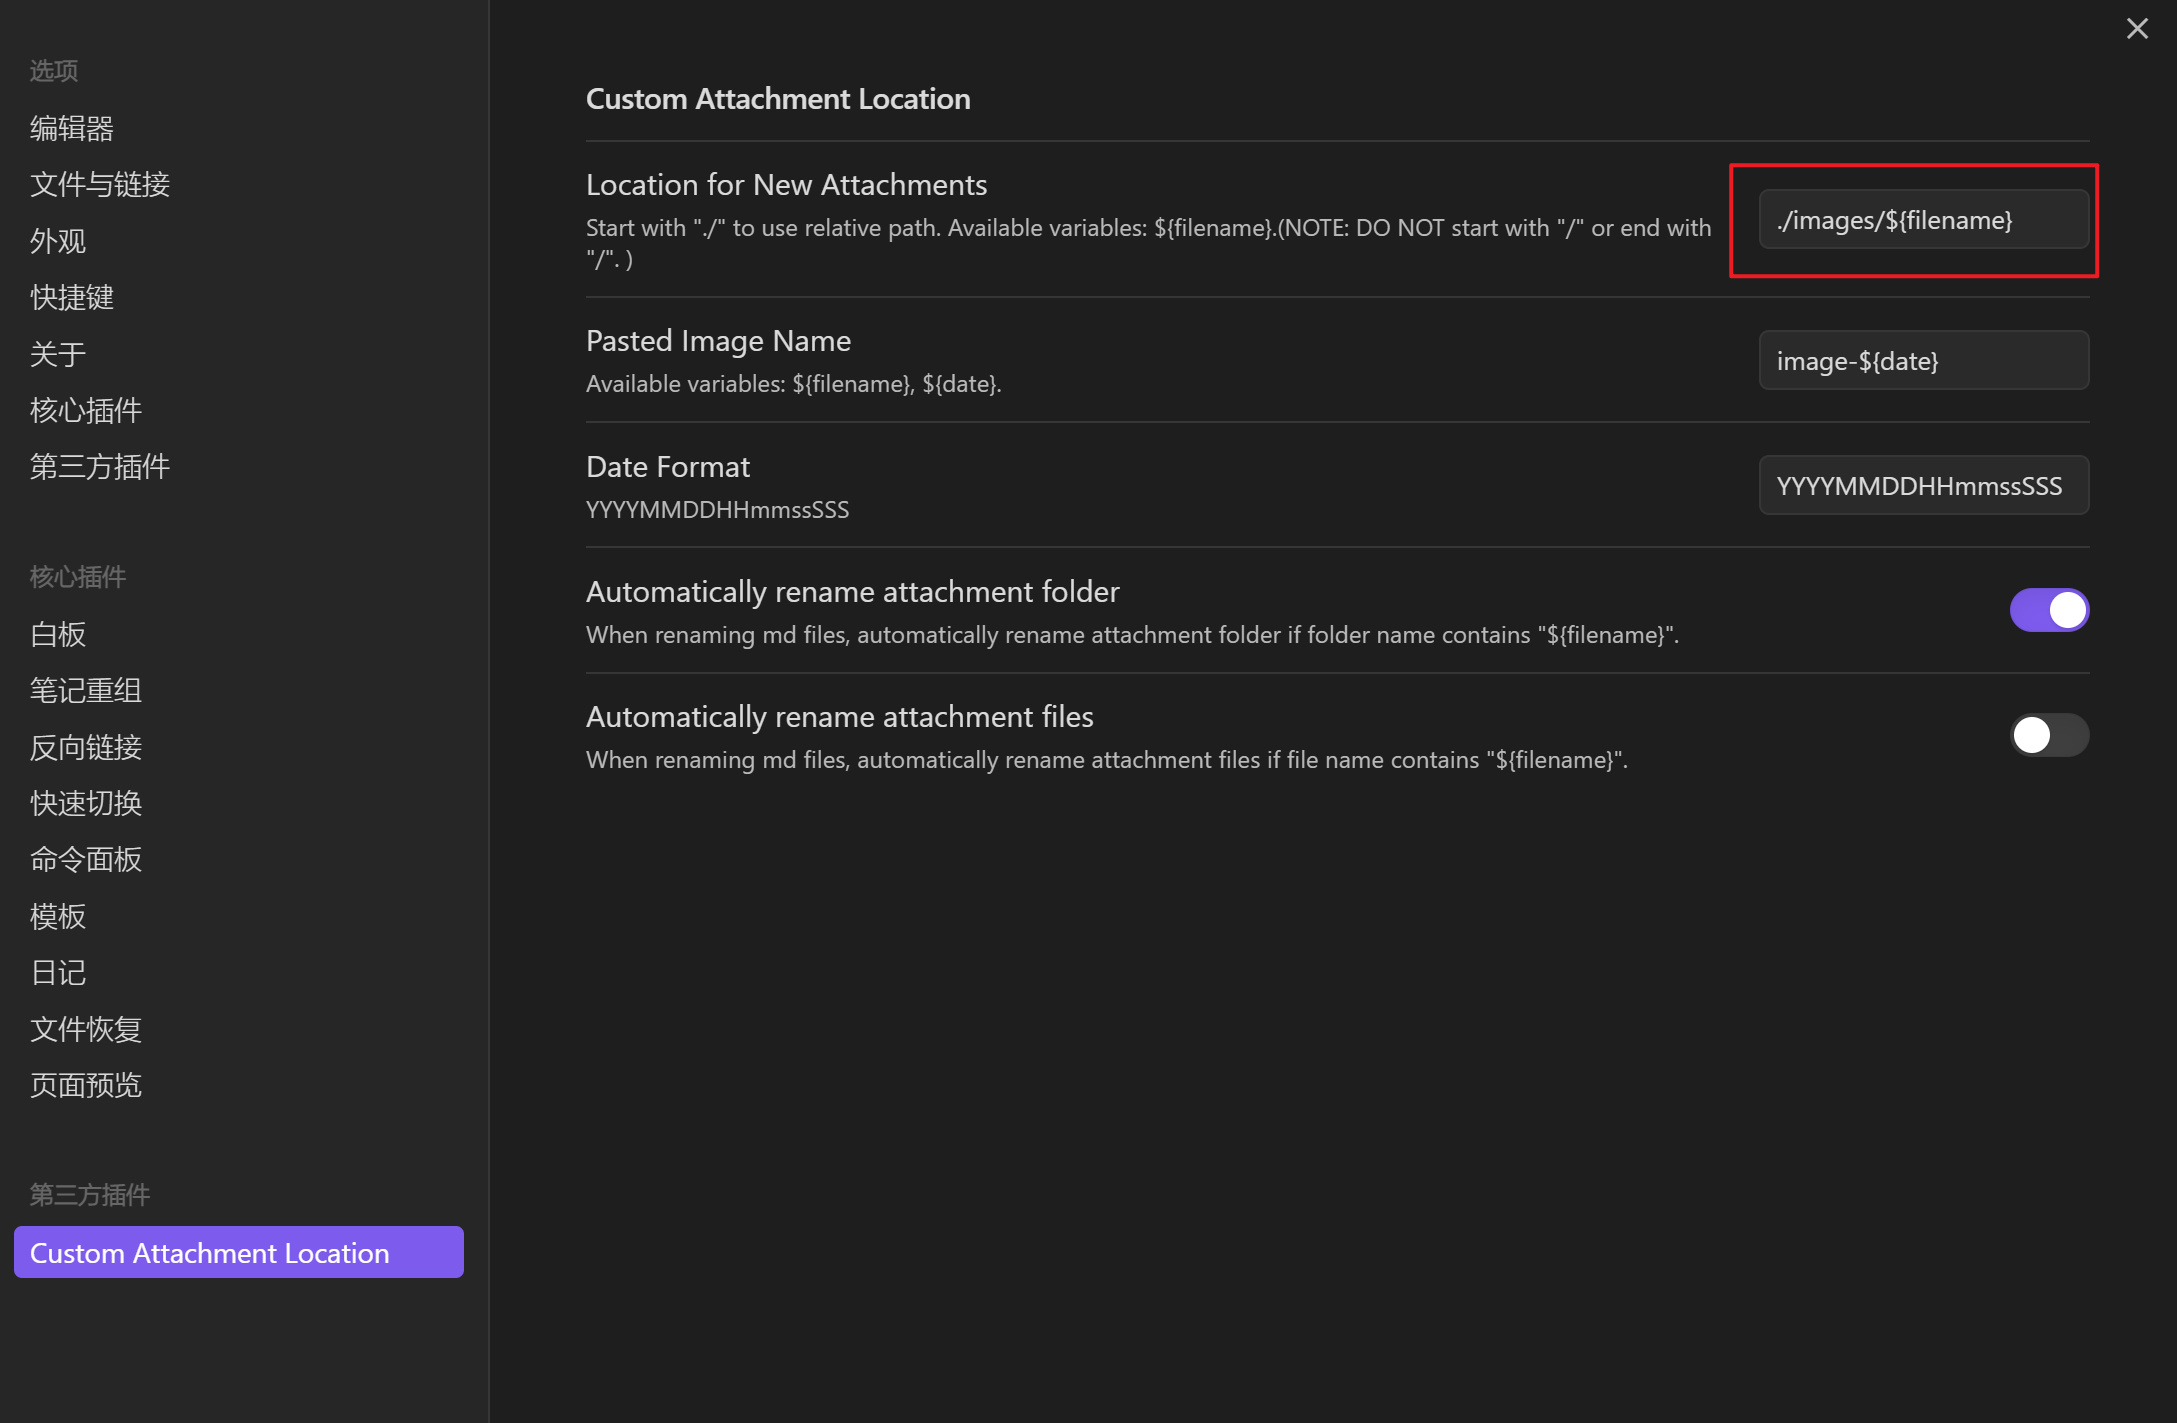 选项
编辑器
文件与链接
外观
快捷键
关于
核心插件
第三方插件
核心插件
白板
笔记重组
反向链接
快速切换
命令面板
模板
日记
文件恢复
页面预览
第三方插件
Custom Attachment Location
Custom Attachment Location
Location for New Attachments
Start with "./" to use relative path. Available variables: ${filename}.(NOTE: DO NOT start with "/" or end with
"/". )
./images/${filename}
Pasted Image Name
Available variables: ${filename}, ${date}.
image-${date}
Date Format
YYYYMMDDHHmmssSSS
YYYYMMDDHHmmssSSS
Automatically rename attachment folder
When renaming md files, automatically rename attachment folder if folder name contains "${filename}".
Automatically rename attachment files
When renaming md files, automatically rename attachment files if file name contains "${filename}".